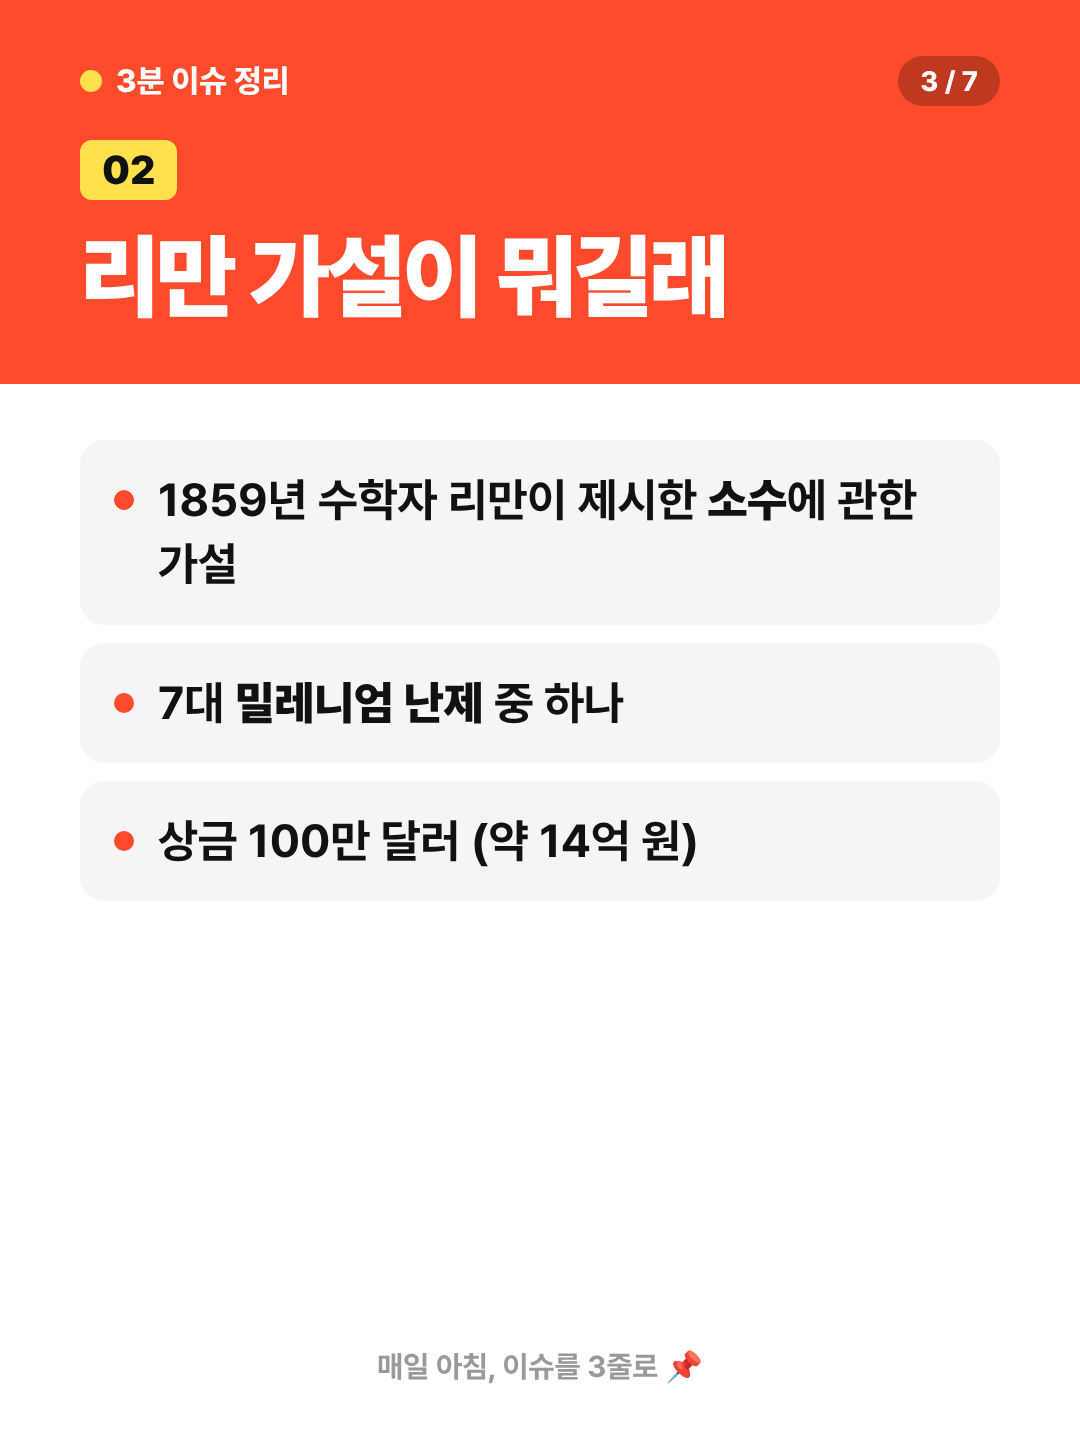 3분 이슈 정리
3 / 7
02
리만 가설이 뭐길래
1859년 수학자 리만이 제시한 소수에 관한
가설
7대 밀레니엄 난제 중 하나
상금 100만 달러 (약 14억 원)
매일 아침, 이슈를 3줄로 📌